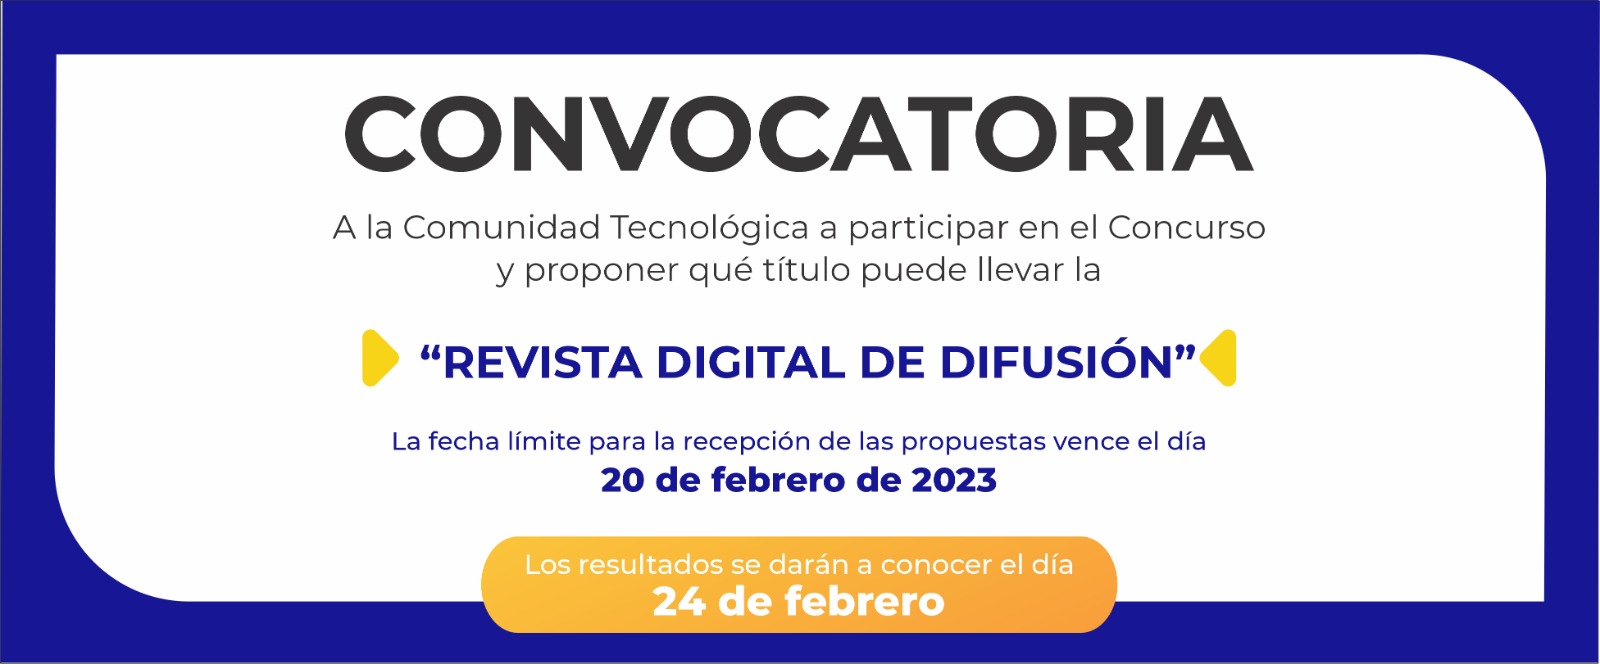 CONVOCATORIA
A la Comunidad Tecnológica a participar en el Concurso
y proponer qué título puede llevar la
“REVISTA DIGITAL DE DIFUSIÓN”
La fecha límite para la recepción de las propuestas vence el día
20 de febrero de 2023
Los resultados se darán a conocer el día
24 de febrero